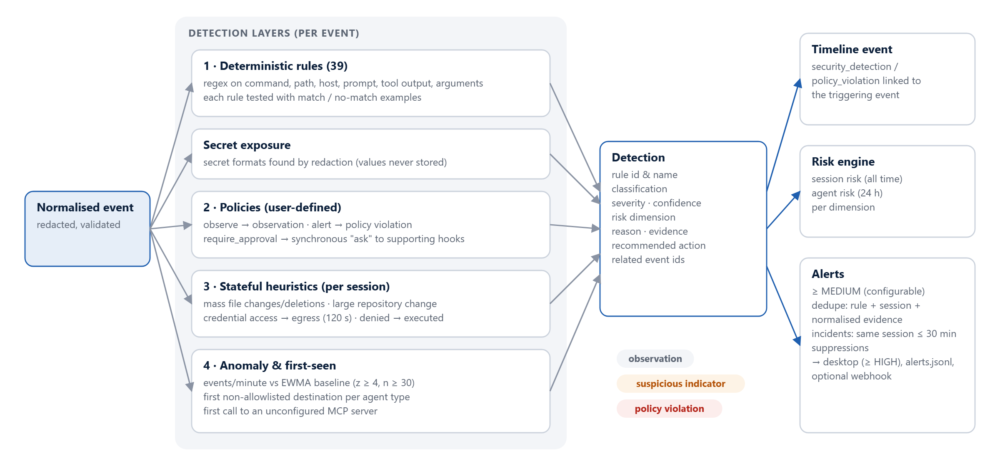 DETECTION LAYERS (PER EVENT)
Normalised event
redacted, validated
1 · Deterministic rules (39)
regex on command, path, host, prompt, tool output, arguments
each rule tested with match / no-match examples
Secret exposure
secret formats found by redaction (values never stored)
2 · Policies (user-defined)
observe → observation · alert → policy violation
require_approval → synchronous "ask" to supporting hooks
3 · Stateful heuristics (per session)
mass file changes/deletions · large repository change
credential access → egress (120 s) · denied → executed
4 · Anomaly & first-seen
events/minute vs EWMA baseline (z ≥ 4, n ≥ 30)
first non-allowlisted destination per agent type
first call to an unconfigured MCP server
Detection
rule id & name
classification
severity · confidence
risk dimension
reason · evidence
recommended action
related event ids
observation
suspicious indicator
policy violation
Timeline event
security_detection /
policy_violation linked to
the triggering event
Risk engine
session risk (all time)
agent risk (24 h)
per dimension
Alerts
≥ MEDIUM (configurable)
dedupe: rule + session +
normalised evidence
incidents: same session ≤ 30 min
suppressions
→ desktop (≥ HIGH), alerts.jsonl,
optional webhook